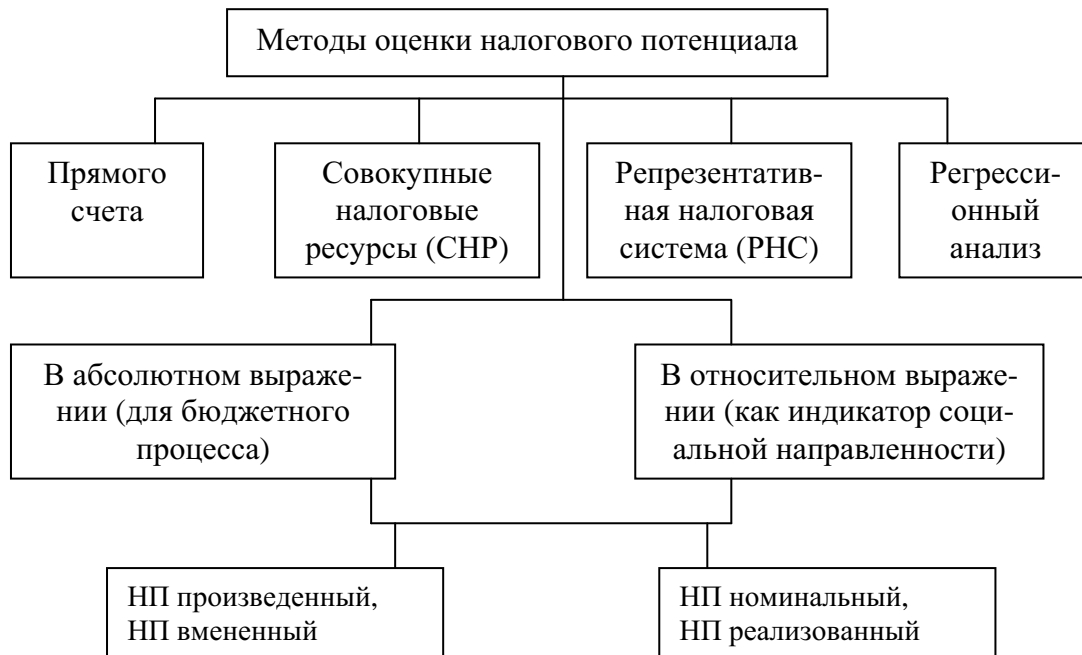 Методы оценки налогового потенциала
Прямого
счета
Совокупные
налоговые
ресурсы (СНР)
Репрезентатив-
ная налоговая
система (РНС)
Регресси-
онный
анализ
В абсолютном выраже-
нии (для бюджетного
процесса)
В относительном выраже-
нии (как индикатор соци-
альной направленности)
НП произведенный,
НП вмененный
НП номинальный,
НП реализованный